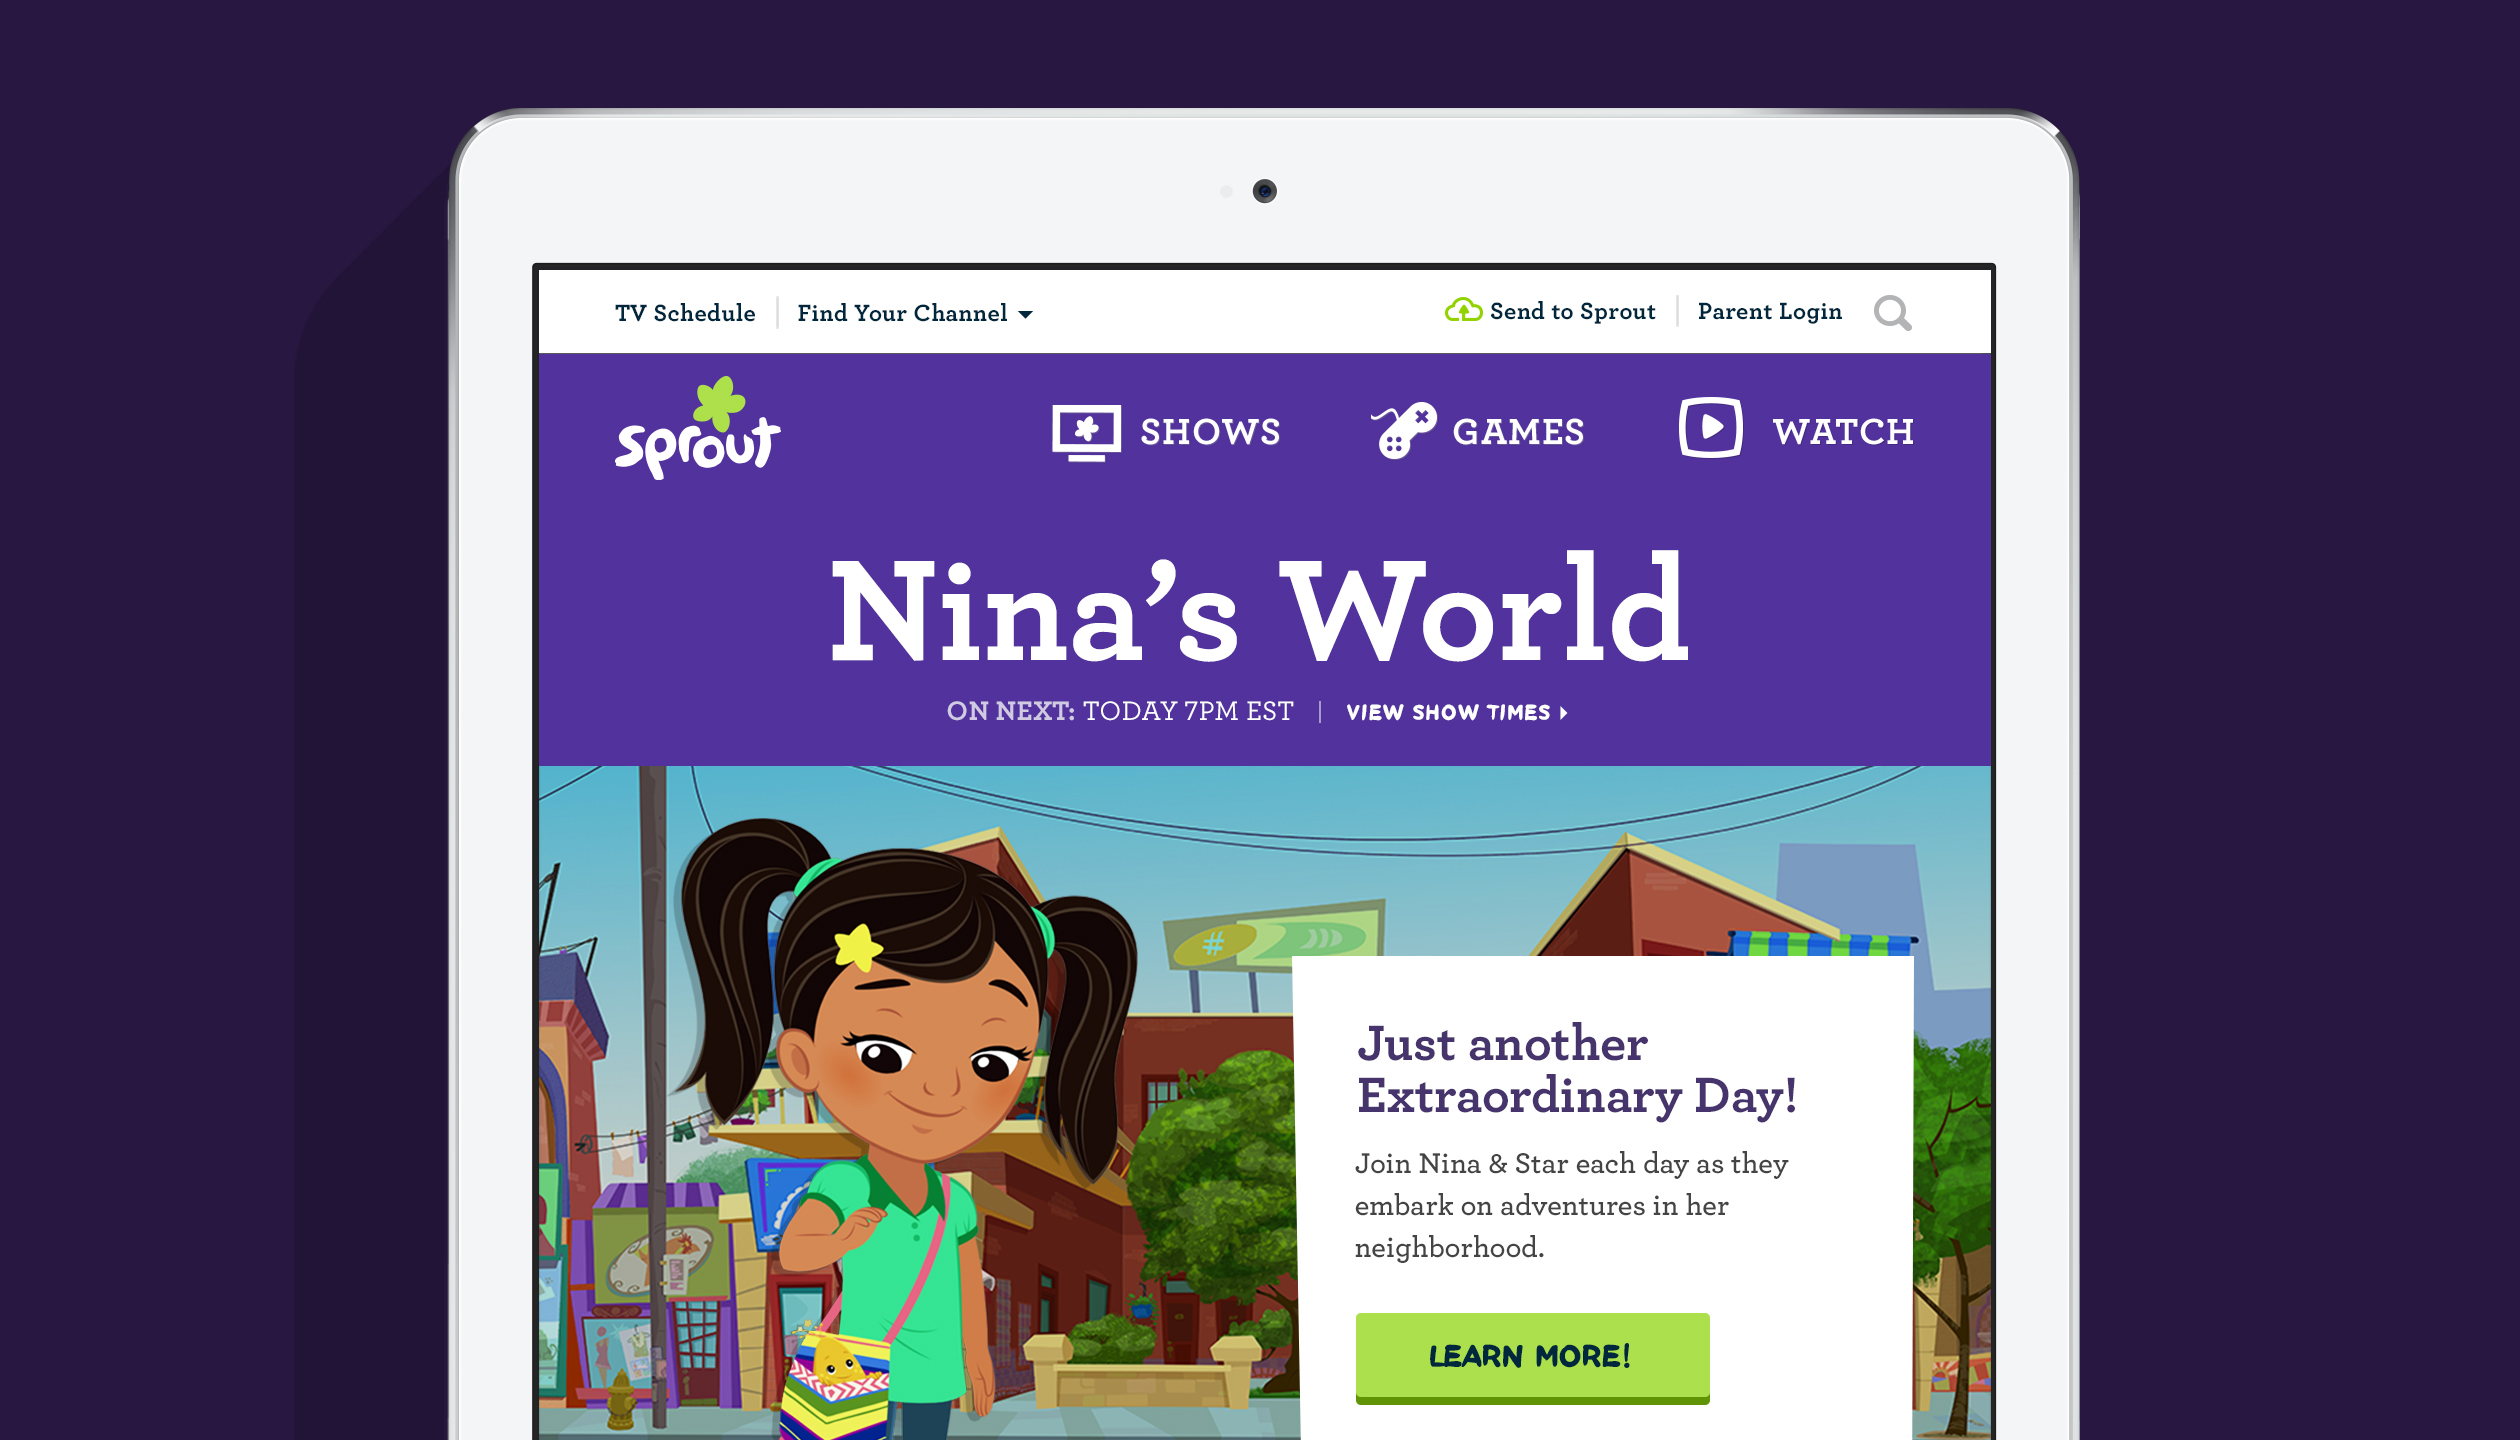 TV Schedule
Find Your Channel
Send to Sprout
Parent Login
sprout
SHOWS
GAMES
WATCH
Nina’s World
ON NEXT: TODAY 7PM EST
VIEW SHOW TIMES
#
Just another
Extraordinary Day!
Join Nina & Star each day as they
embark on adventures in her
neighborhood.
LEARN MORE!